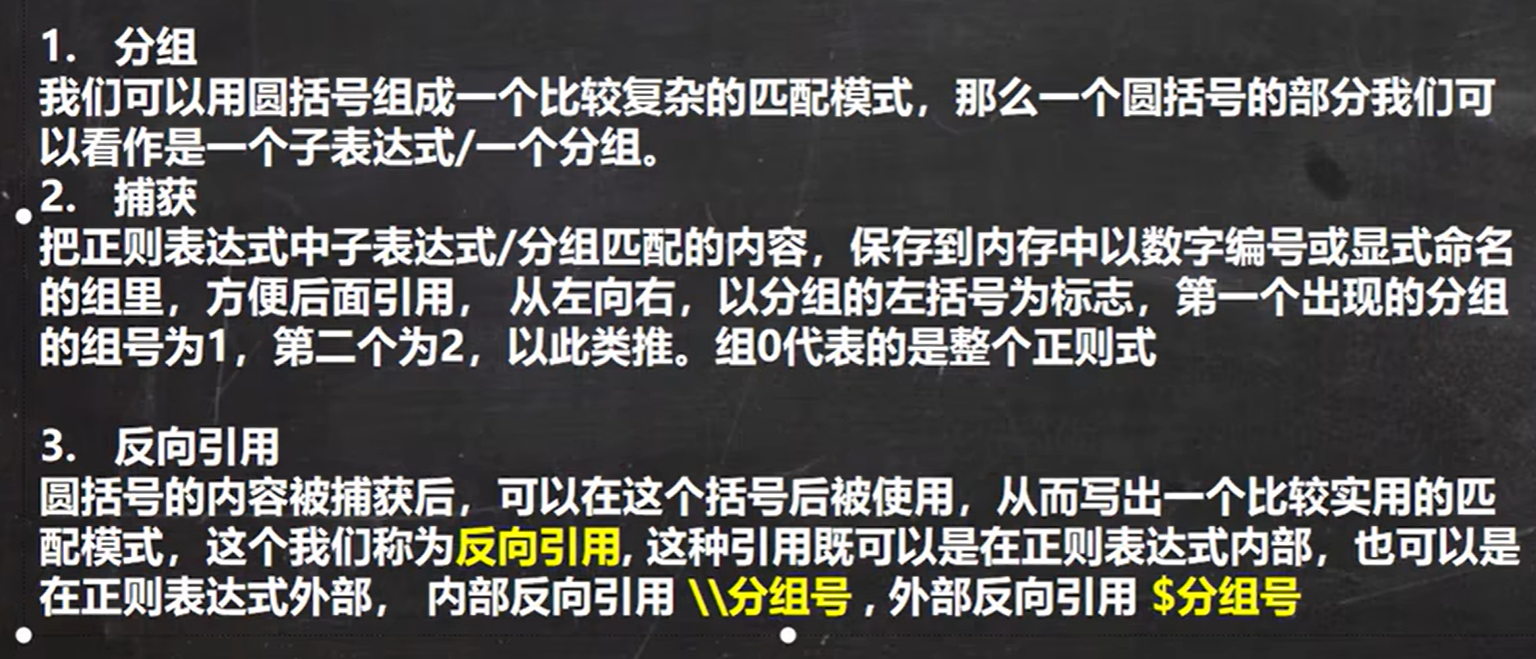 1. 分组
我们可以用圆括号组成一个比较复杂的匹配模式，那么一个圆括号的部分我们可
以看作是一个子表达式/一个分组。
2. 捕获
把正则表达式中子表达式/分组匹配的内容，保存到内存中以数字编号或显式命名
的组里，方便后面引用， 从左向右，以分组的左括号为标志，第一个出现的分组
的组号为1，第二个为2，以此类推。组0代表的是整个正则式
3. 反向引用
圆括号的内容被捕获后，可以在这个括号后被使用，从而写出一个比较实用的匹
配模式，这个我们称为反向引用, 这种引用既可以是在正则表达式内部，也可以是
在正则表达式外部， 内部反向引用 \\分组号 , 外部反向引用 $分组号